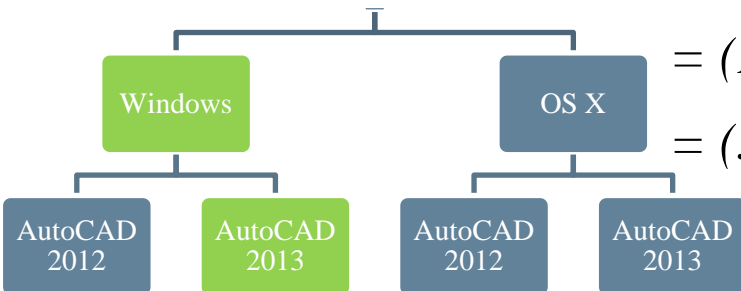 Windows
OS X
= (
= (
AutoCAD
2012
AutoCAD
2013
AutoCAD
2012
AutoCAD
2013